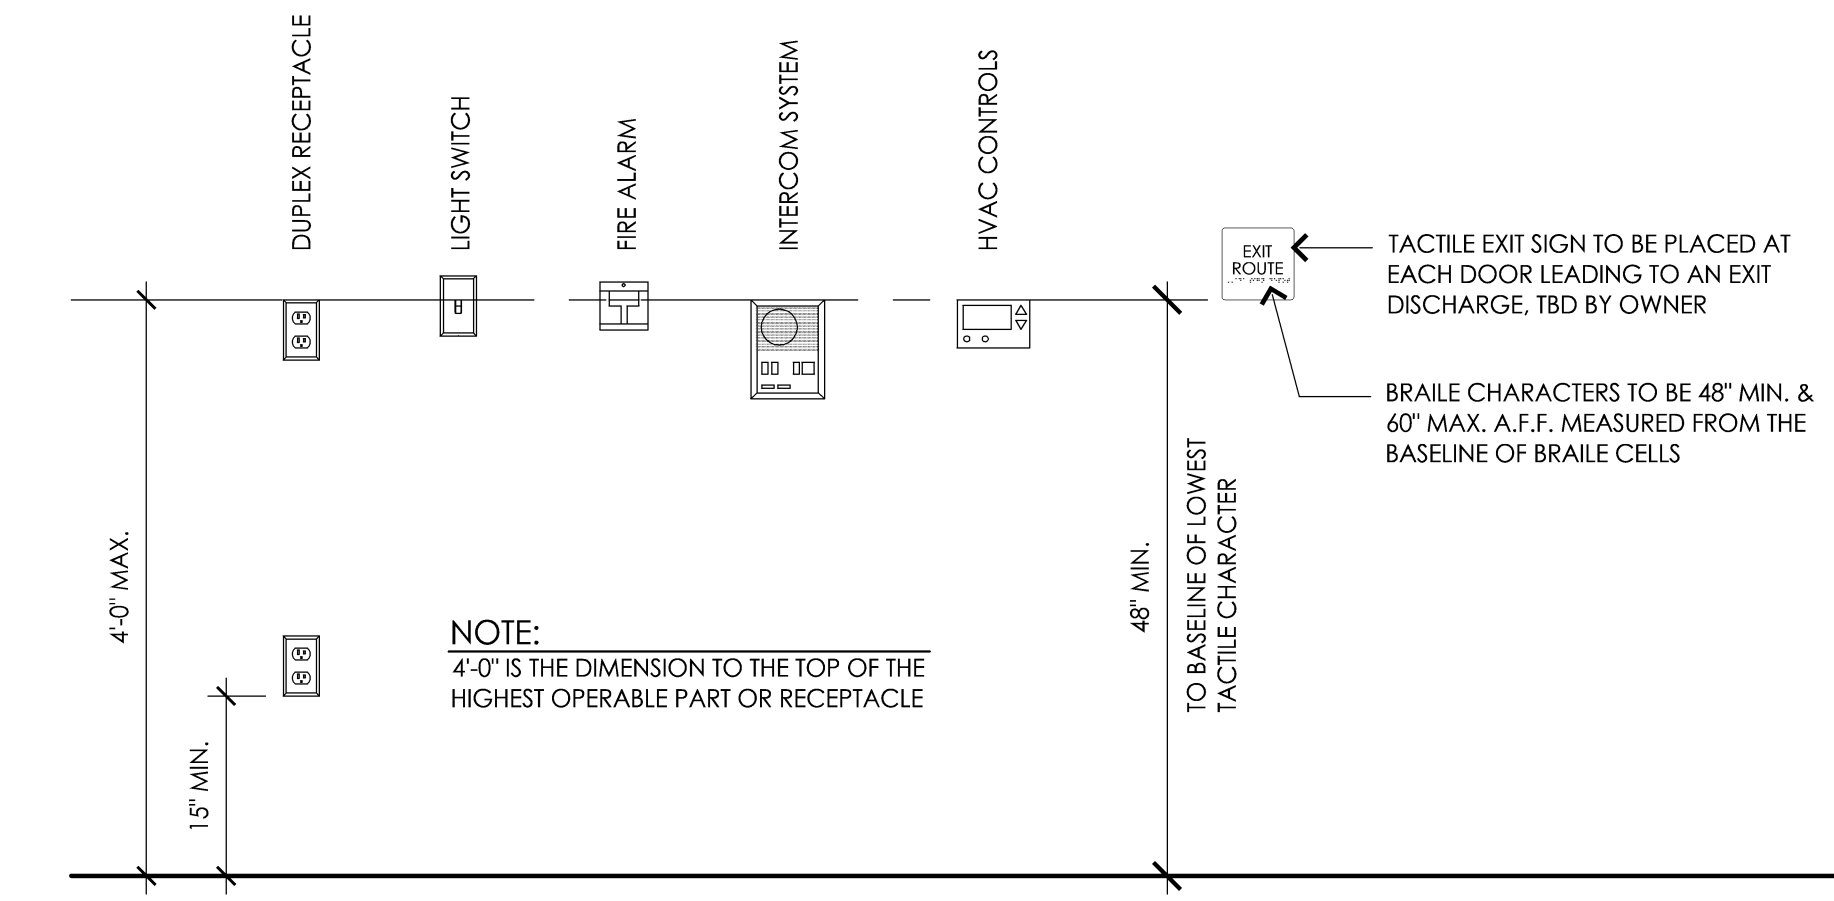 DUPLEX RECEPTACLE
LIGHT SWITCH
FIRE ALARM
INTERCOM SYSTEM
HVAC CONTROLS
EXIT
ROUTE
TACTILE EXIT SIGN TO BE PLACED AT
EACH DOOR LEADING TO AN EXIT
DISCHARGE, TBD BY OWNER
BRAILE CHARACTERS TO BE 48" MIN. &
60" MAX. A.F.F. MEASURED FROM THE
BASELINE OF BRAILE CELLS
4'-0" MAX.
15" MIN.
NOTE:
4'-0" IS THE DIMENSION TO THE TOP OF THE
HIGHEST OPERABLE PART OR RECEPTACLE
48" MIN.
TO BASELINE OF LOWEST
TACTILE CHARACTER